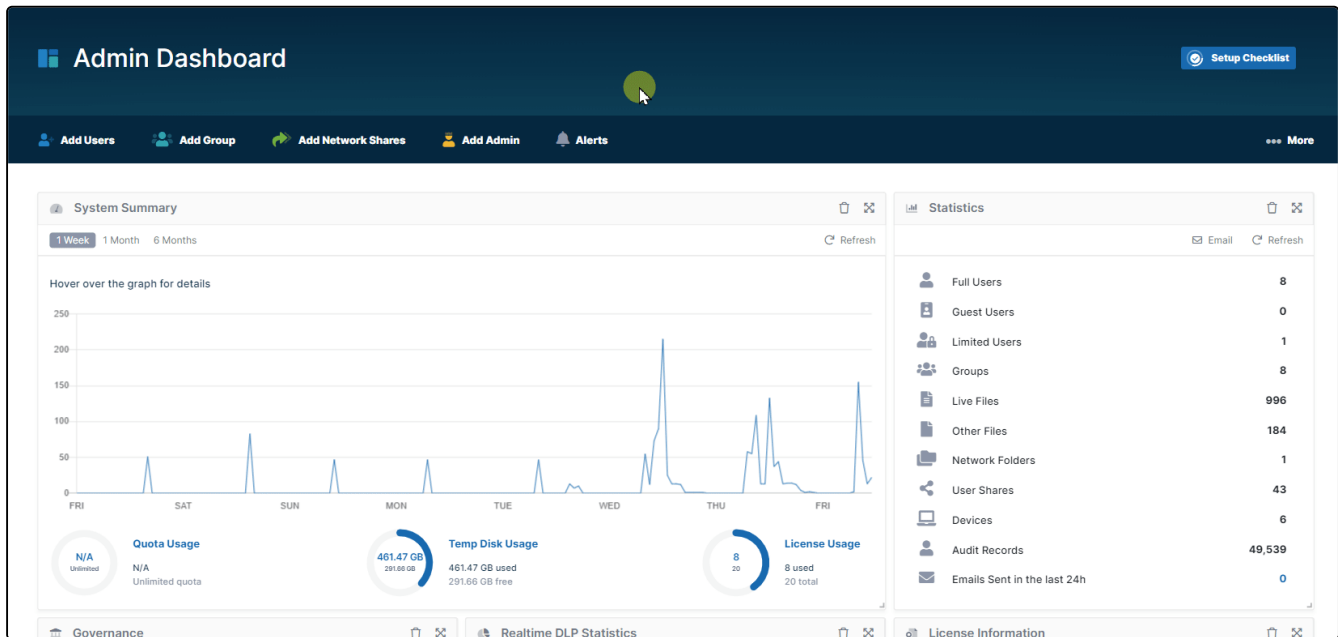 Admin Dashboard
Setup Checklist
Add Users
Add Group
Add Network Shares
Add Admin
Alerts
More
System Summary
1 Week 1 Month 6 Months
Refresh
Hover over the graph for details
250
200
150
100
50
0
FRI SAT SUN MON TUE WED THU FRI
N/A
Unlimited
Quota Usage
N/A
Unlimited quota
461.47 GB
291.66 GB
Temp Disk Usage
461.47 GB used
291.66 GB free
8
20
License Usage
8 used
20 total
Statistics
Email Refresh
Full Users 8
Guest Users 0
Limited Users 1
Groups 8
Live Files 996
Other Files 184
Network Folders 1
User Shares 43
Devices 6
Audit Records 49,539
Emails Sent in the last 24h 0
Governance
Realtime DLP Statistics
License Information